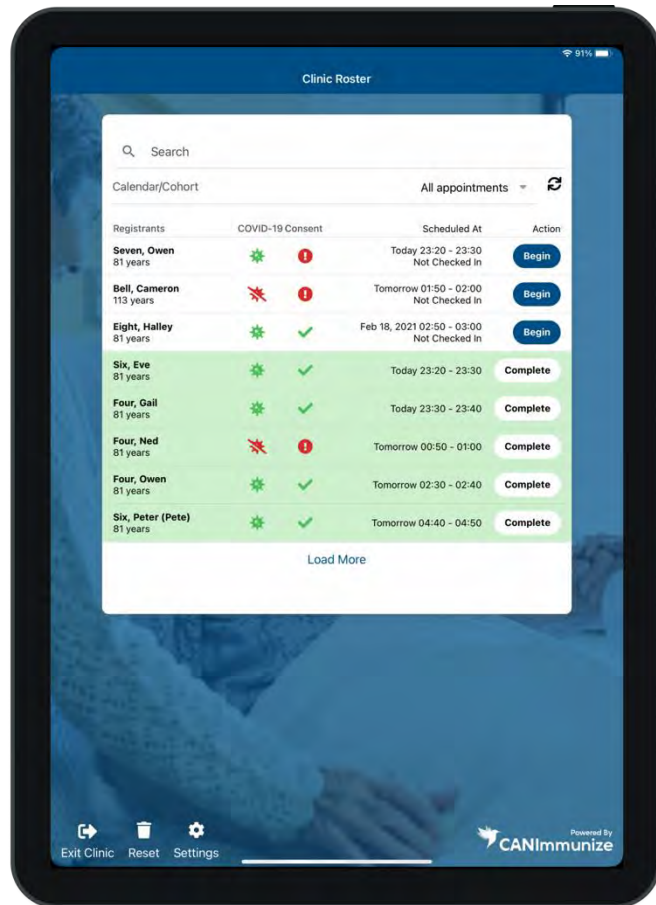 91%
Clinic Roster
Search
Calendar/Cohort All appointments
Registrants COVID-19 Consent Scheduled At Action
Seven, Owen
81 years
Today 23:20 - 23:30
Not Checked In
Begin
Bell, Cameron
113 years
Tomorrow 01:50 - 02:00
Not Checked In
Begin
Eight, Halley
81 years
Feb 18, 2021 02:50 - 03:00
Not Checked In
Begin
Six, Eve
81 years
Today 23:20 - 23:30
Complete
Four, Gail
81 years
Today 23:30 - 23:40
Complete
Four, Ned
81 years
Tomorrow 00:50 - 01:00
Complete
Four, Owen
81 years
Tomorrow 02:30 - 02:40
Complete
Six, Peter (Pete)
81 years
Tomorrow 04:40 - 04:50
Complete
Load More
Exit Clinic Reset Settings
Powered By
CANImmunize